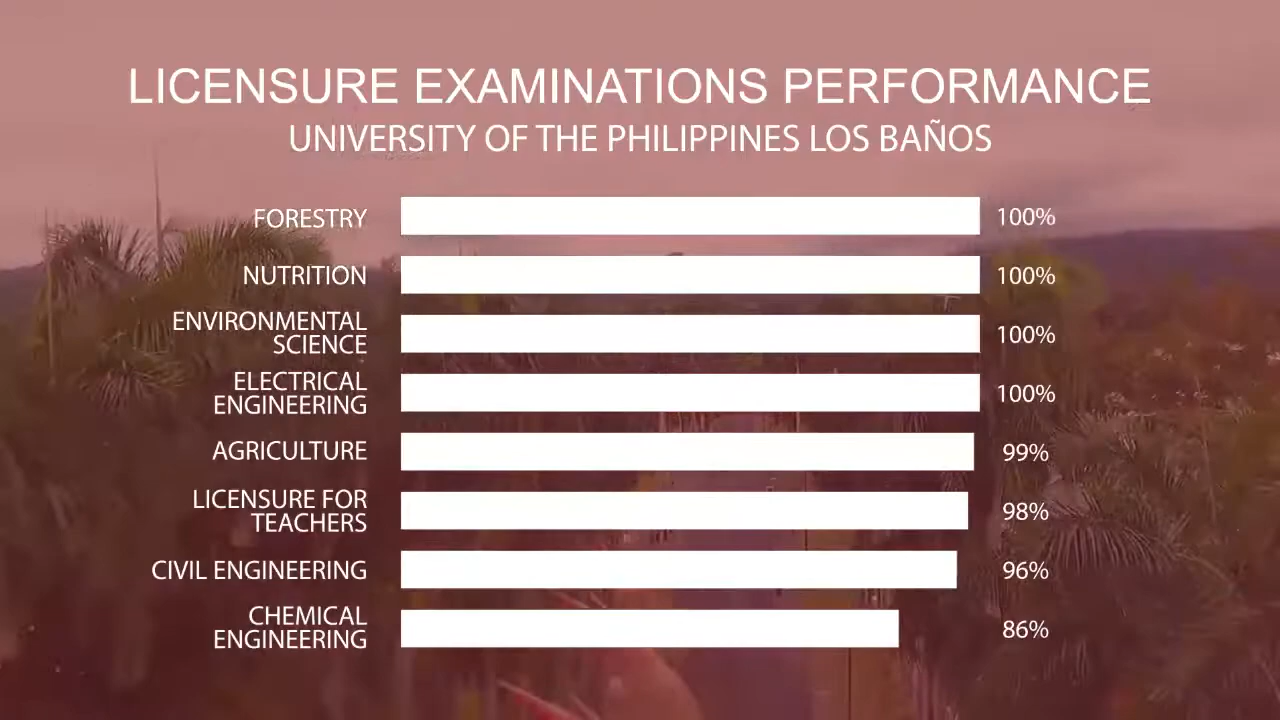 LICENSURE EXAMINATIONS PERFORMANCE
UNIVERSITY OF THE PHILIPPINES LOS BAÑOS
FORESTRY 100%
NUTRITION 100%
ENVIRONMENTAL
SCIENCE 100%
ELECTRICAL
ENGINEERING 100%
AGRICULTURE 99%
LICENSURE FOR
TEACHERS 98%
CIVIL ENGINEERING 96%
CHEMICAL
ENGINEERING 86%